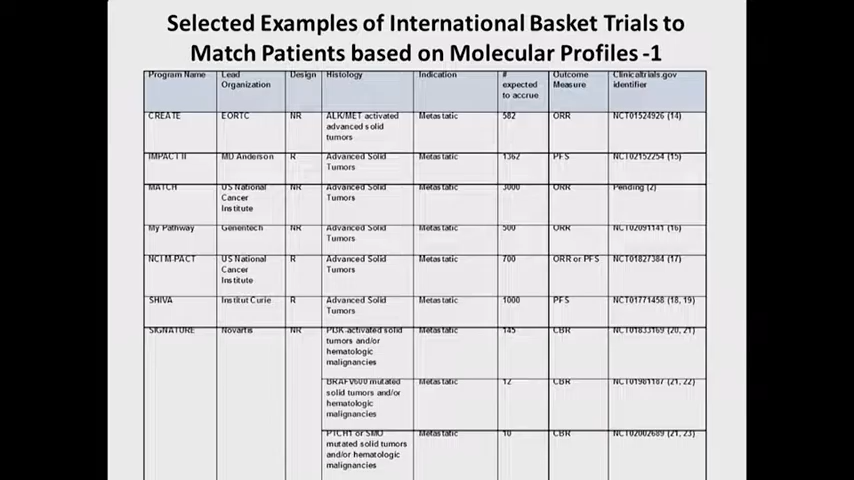 Selected Examples of International Basket Trials to
Match Patients based on Molecular Profiles -1
Program Name Lead Organization Design Histology Indication # expected to accrue Outcome Measure Clinicaltrials.gov identifier
CREATE EORTC NR ALK/MET activated advanced solid tumors Metastatic 582 ORR NCT01524926 (14)
IMPACT II MD Anderson R Advanced Solid Tumors Metastatic 1362 PFS NCT02152254 (15)
MATCH US National Cancer Institute NR Advanced Solid Tumors Metastatic 3000 ORR Pending (2)
My Pathway Genentech NR Advanced Solid Tumors Metastatic 500 ORR NCT02091141 (16)
NCI M-PACT US National Cancer Institute R Advanced Solid Tumors Metastatic 700 ORR or PFS NCT01827384 (17)
SHIVA Institut Curie R Advanced Solid Tumors Metastatic 1000 PFS NCT01771458 (18, 19)
SIGNATURE Novartis NR PI3K-activated solid tumors and/or hematologic malignancies Metastatic 145 CBR NCT01833169 (20, 21)
BRAFV600 mutated solid tumors and/or hematologic malignancies Metastatic 12 CBR NCT01981187 (21, 22)
PTCH1 or SMO mutated solid tumors and/or hematologic malignancies Metastatic 10 CBR NCT02002689 (21, 23)